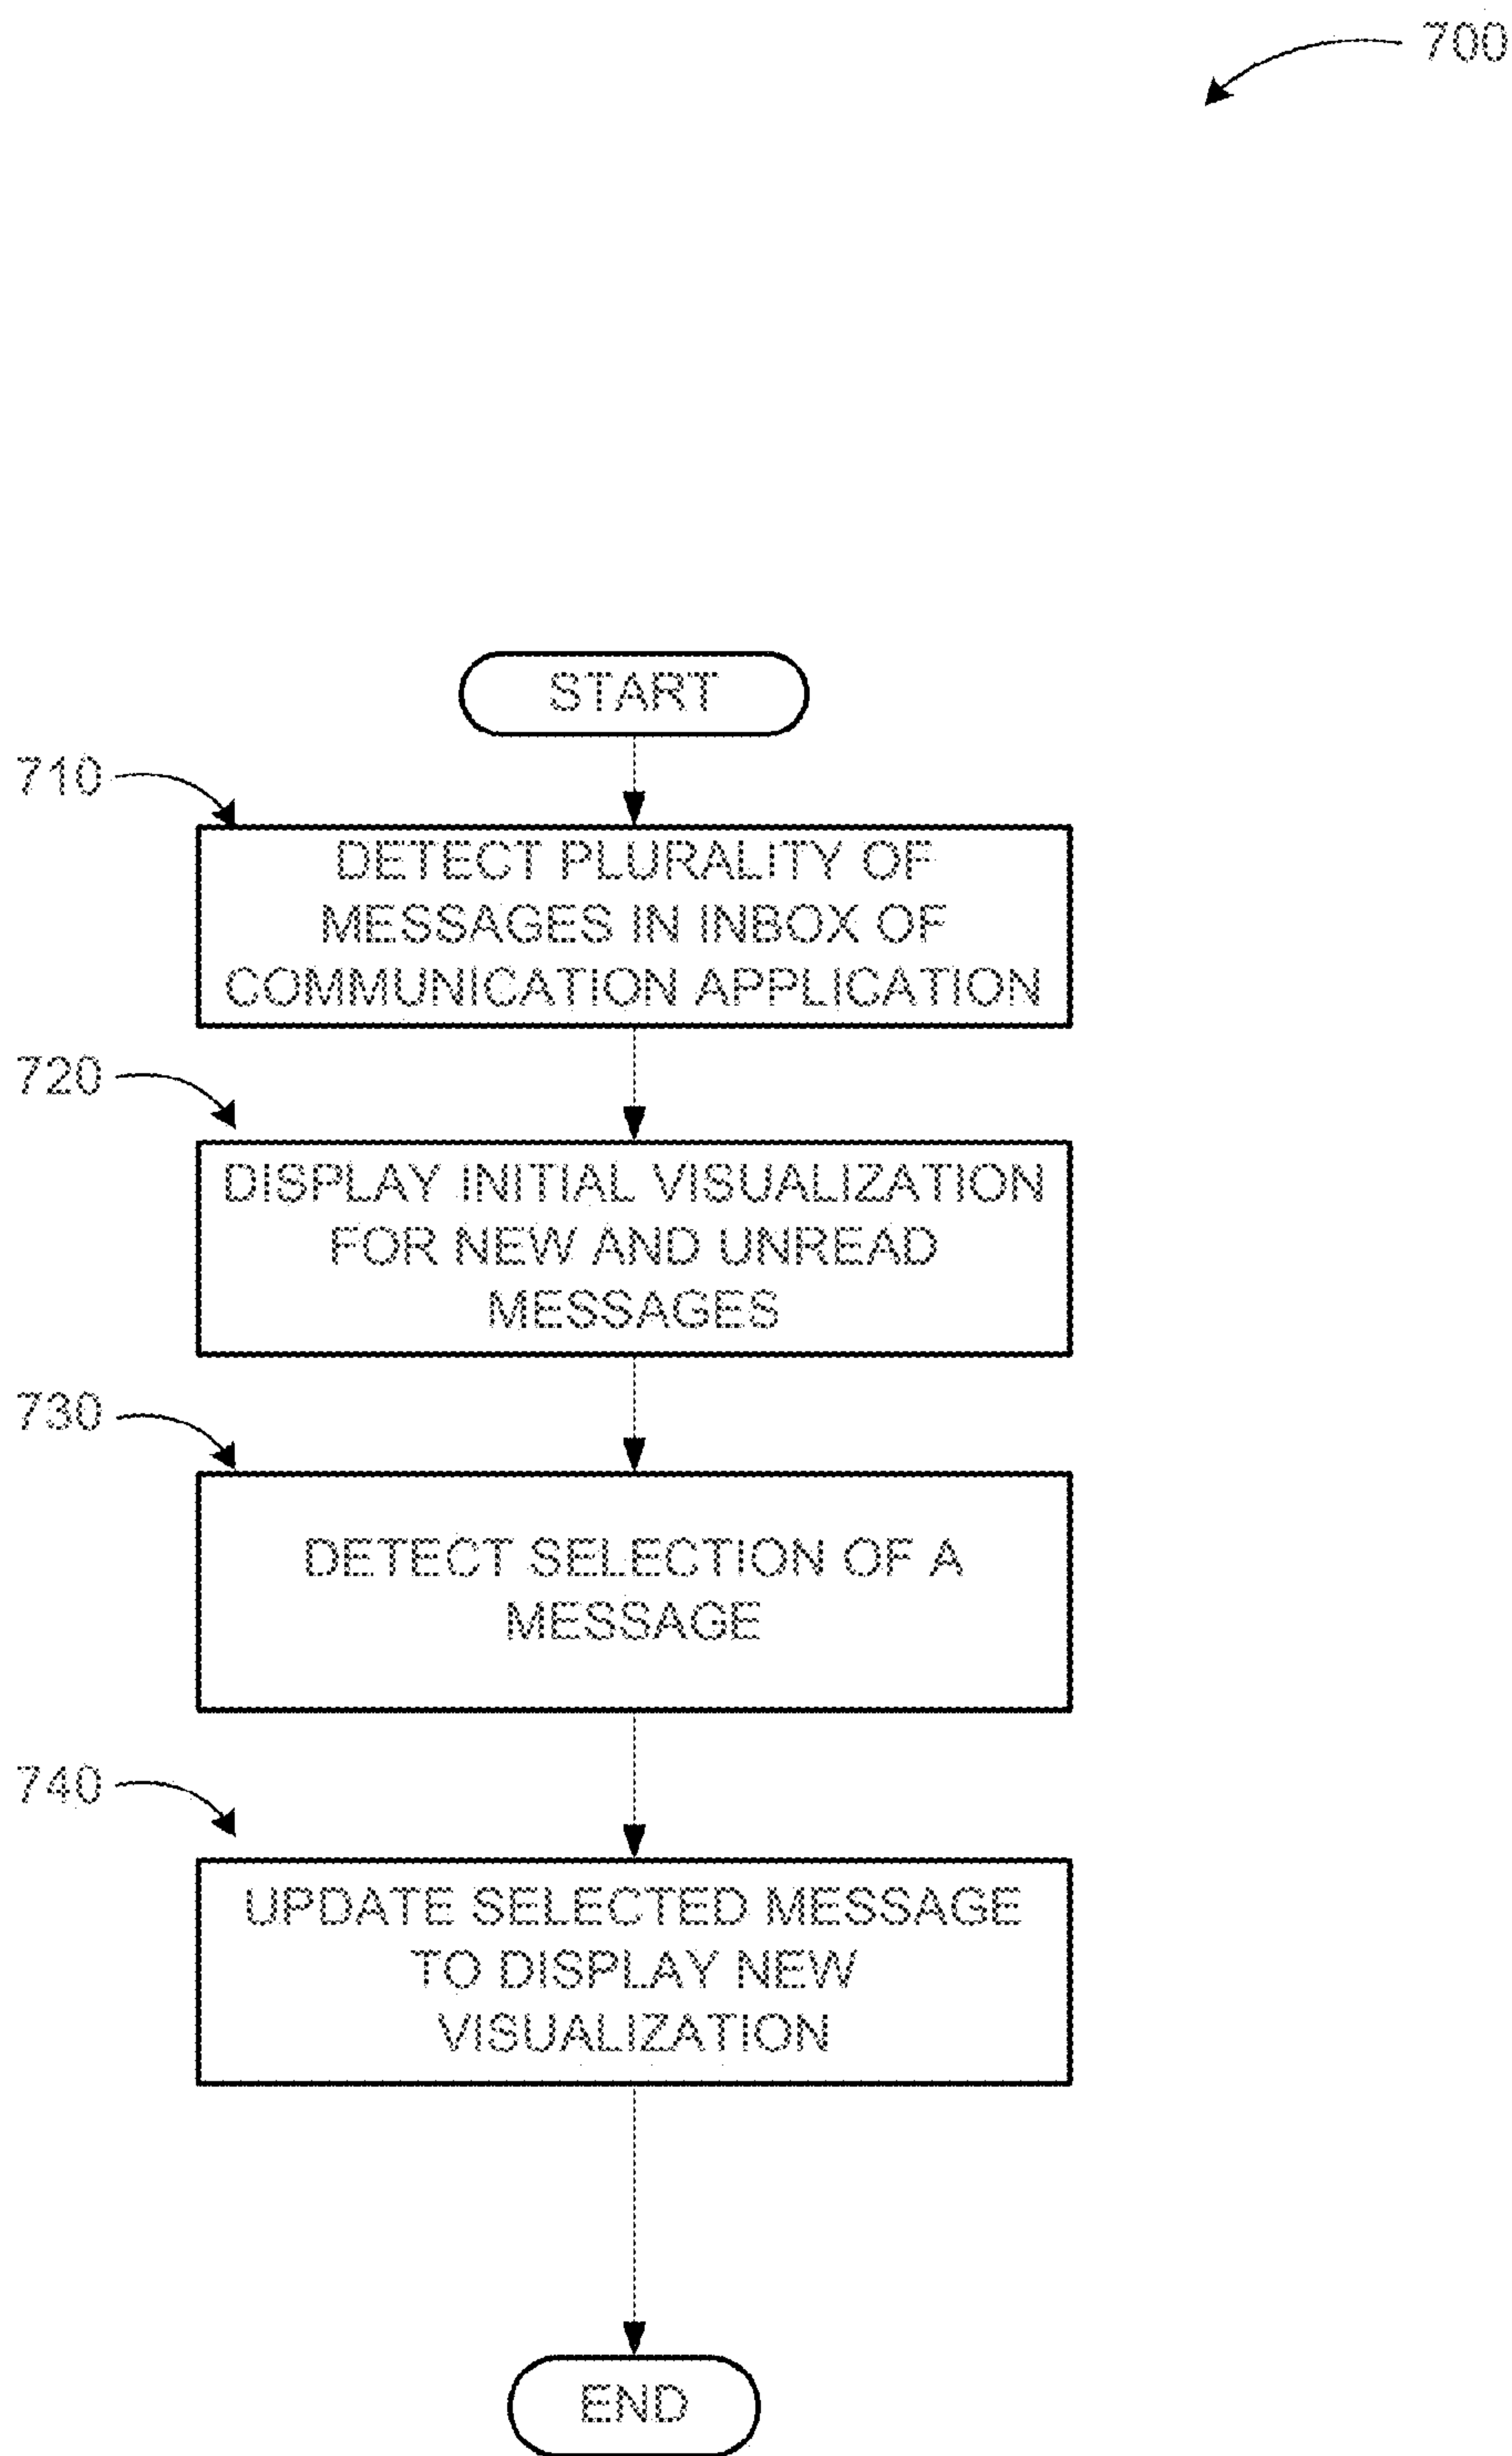 700
START
710
DETECT PLURALITY OF
MESSAGES IN INBOX OF
COMMUNICATION APPLICATION
720
DISPLAY INITIAL VISUALIZATION
FOR NEW AND UNREAD
MESSAGES
730
DETECT SELECTION OF A
MESSAGE
740
UPDATE SELECTED MESSAGE
TO DISPLAY NEW
VISUALIZATION
END